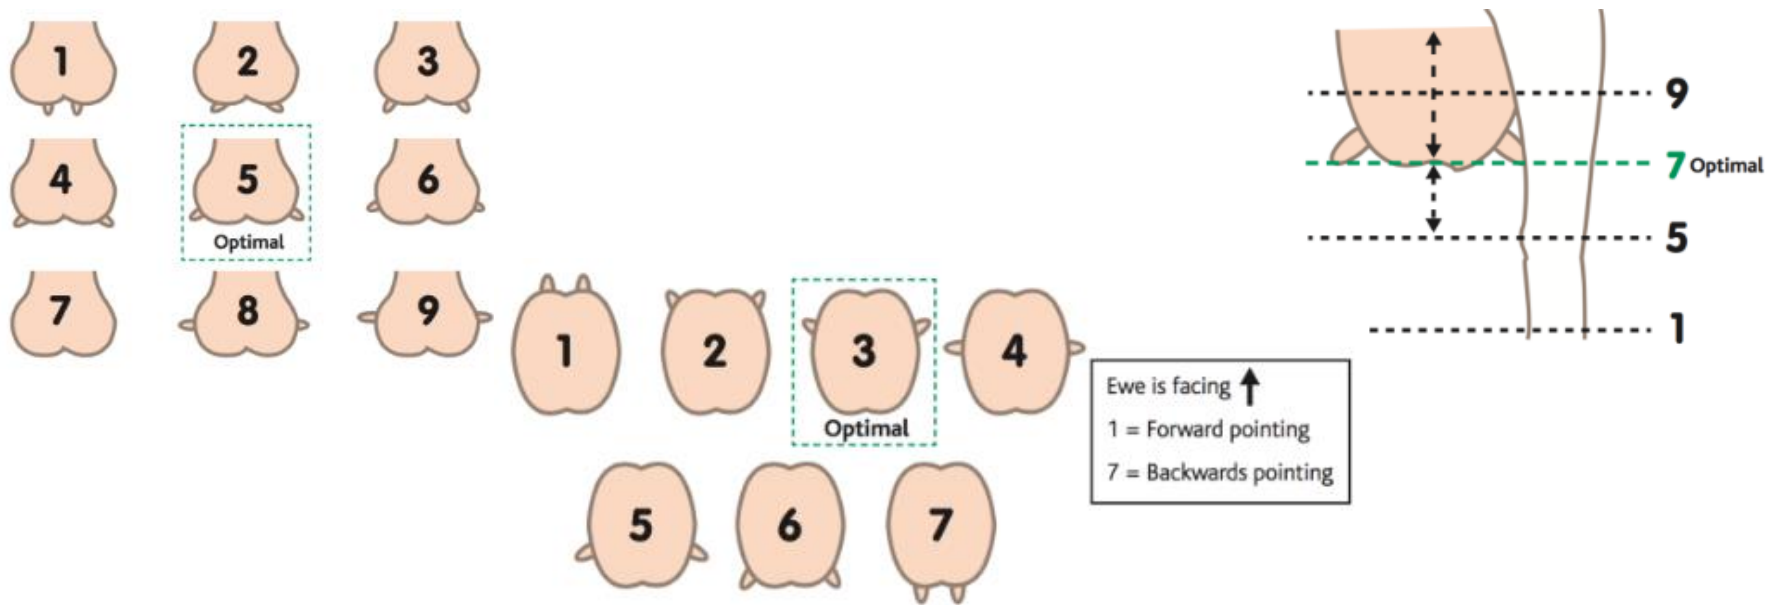 1 2 3
4 5 6
Optimal
7 8 9
1 2 3 4
Optimal
5 6 7
9
7 Optimal
5
1
Ewe is facing ↑
1 = Forward pointing
7 = Backwards pointing